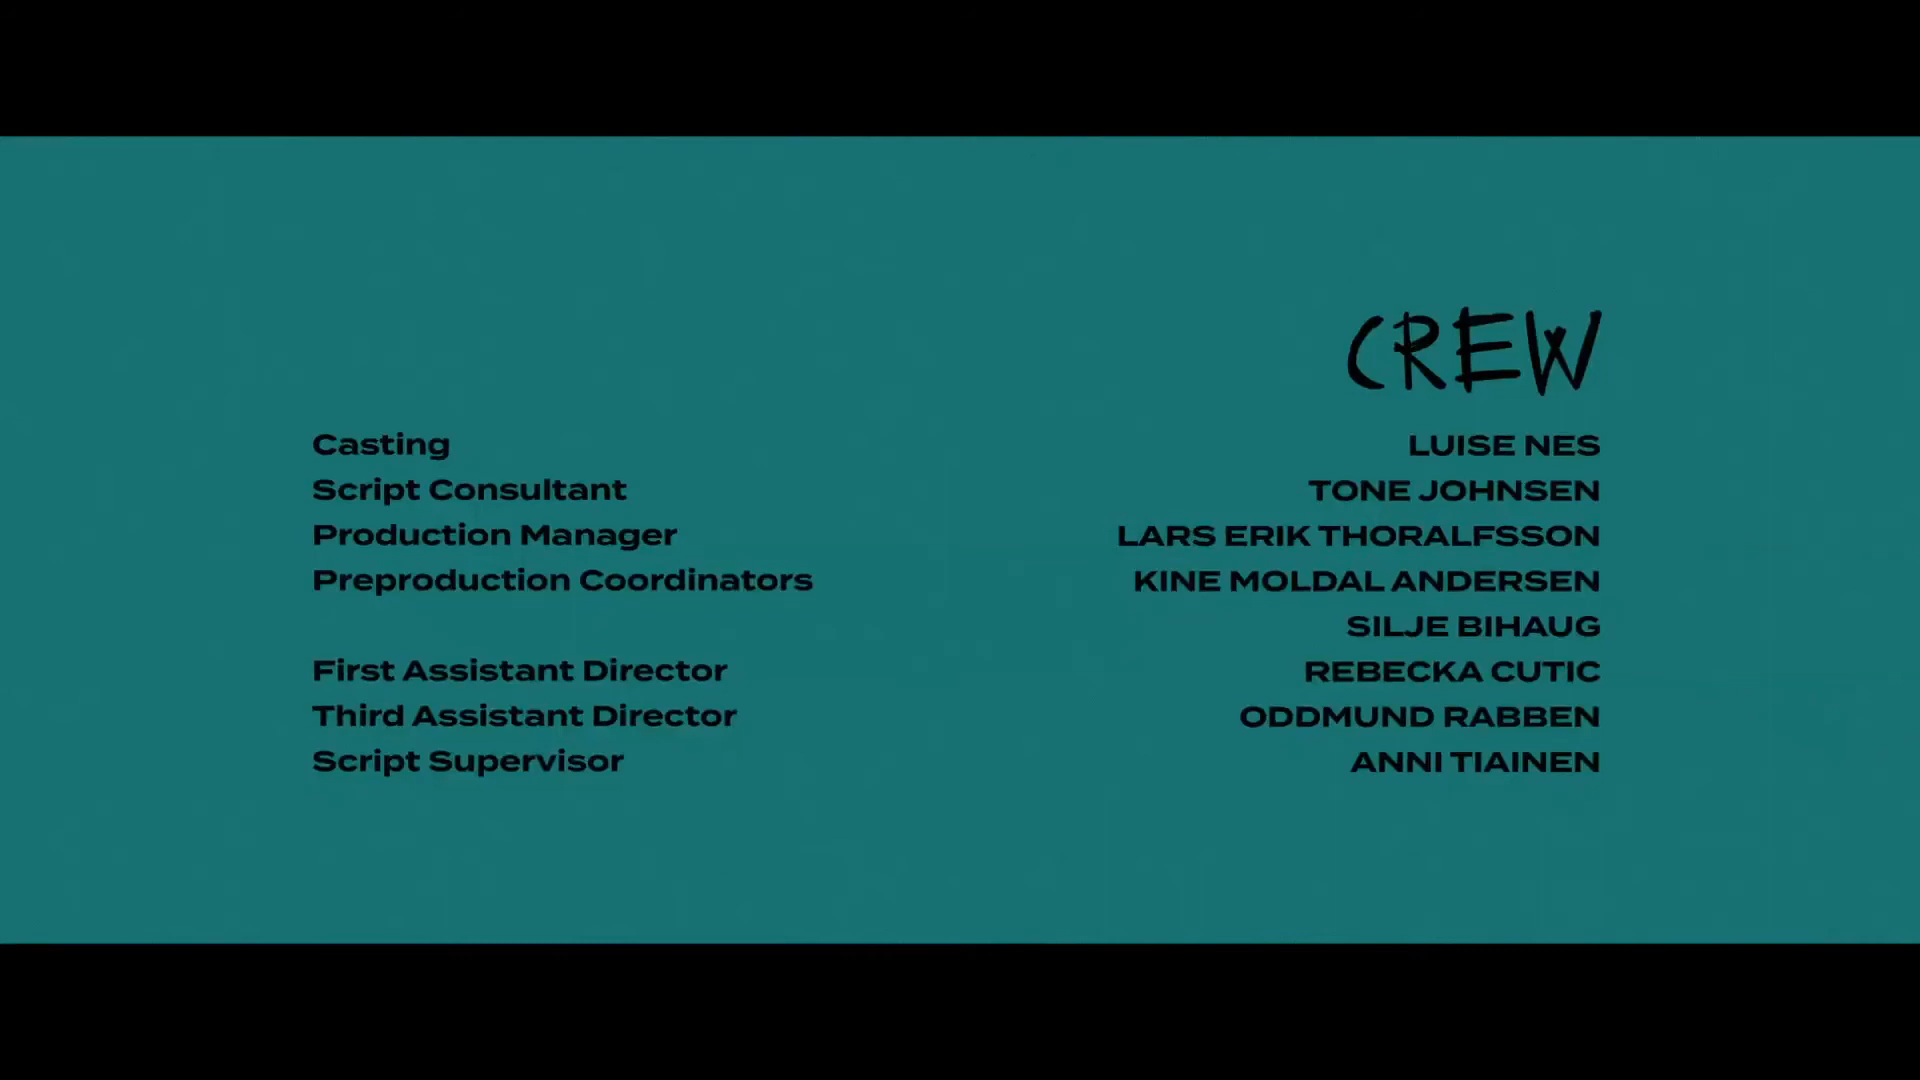 CREW
Casting LUISE NES
Script Consultant TONE JOHNSEN
Production Manager LARS ERIK THORALFSSON
Preproduction Coordinators KINE MOLDAL ANDERSEN
SILJE BIHAUG
First Assistant Director REBECKA CUTIC
Third Assistant Director ODDMUND RABBEN
Script Supervisor ANNI TIAINEN